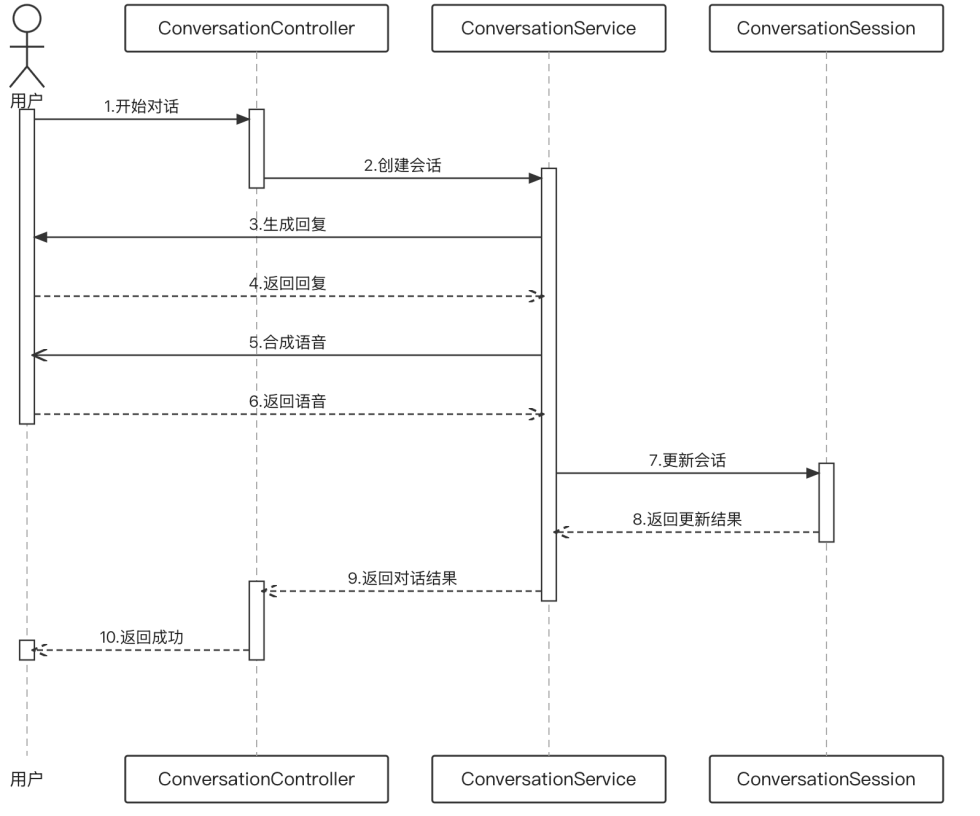 ConversationController
ConversationService
ConversationSession
用户
1.开始对话
2.创建会话
3.生成回复
4.返回回复
5.合成语音
6.返回语音
7.更新会话
8.返回更新结果
9.返回对话结果
10.返回成功
用户
ConversationController
ConversationService
ConversationSession